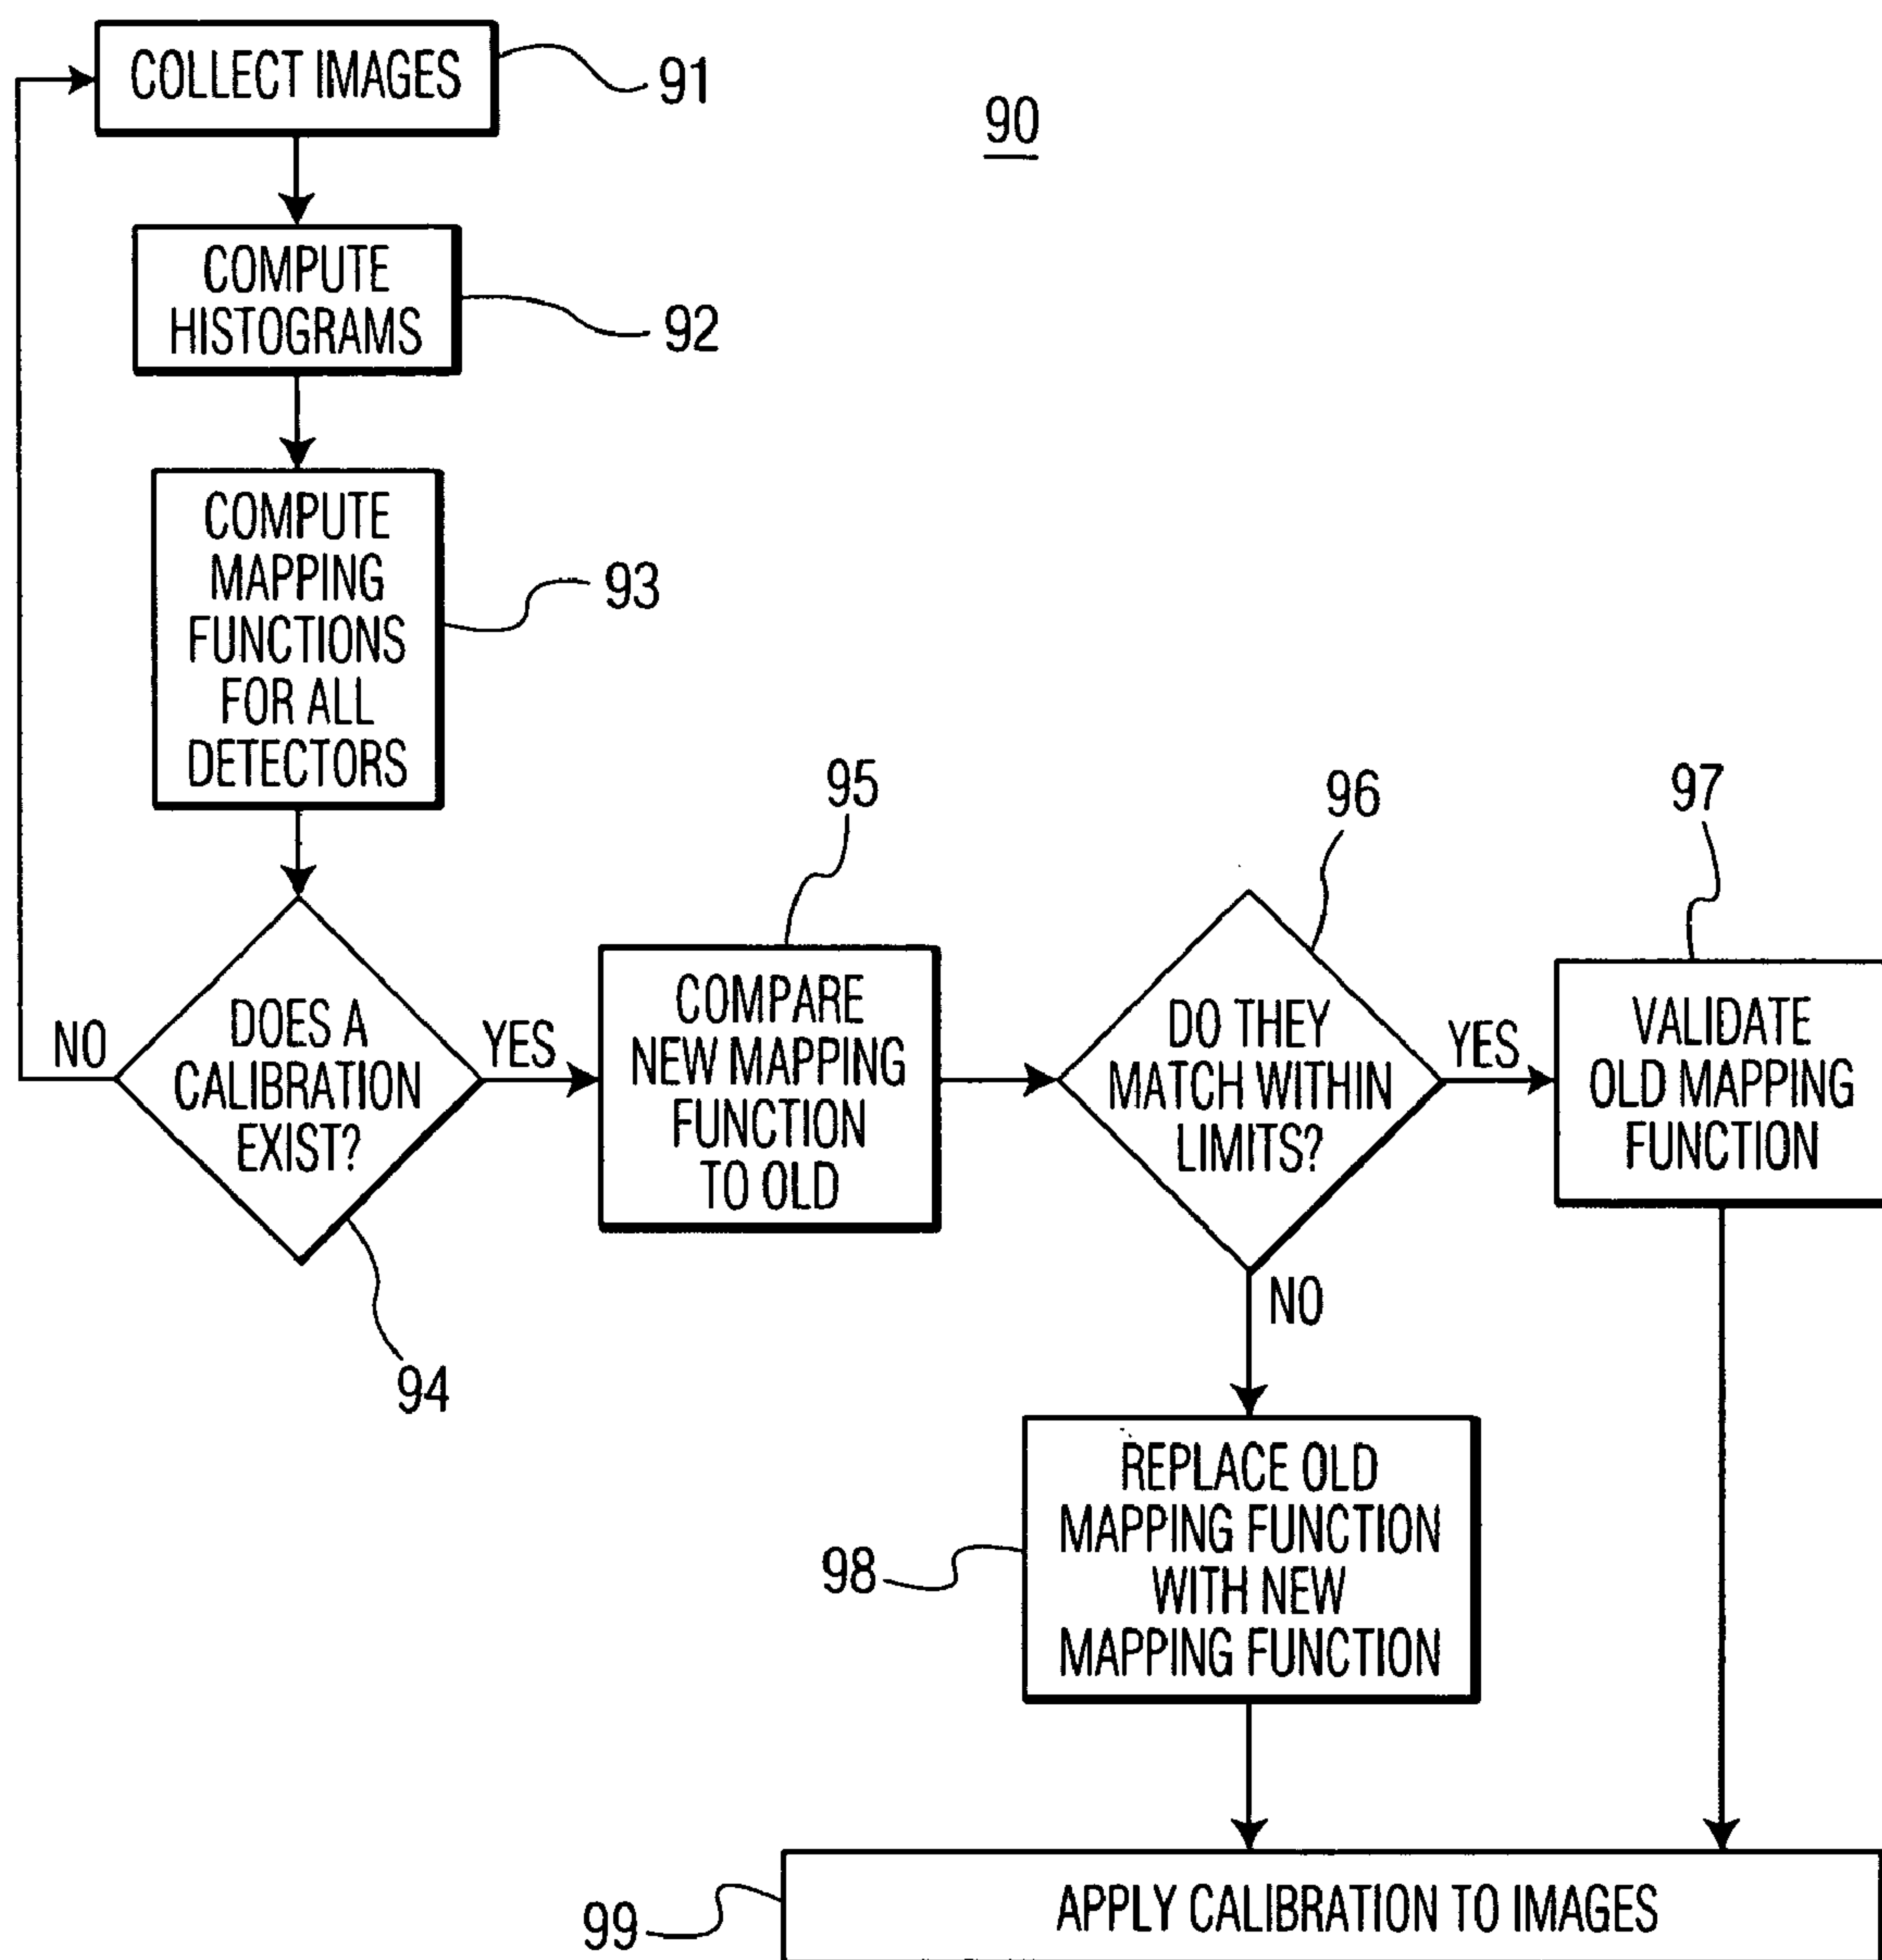 COLLECT IMAGES
91
90
COMPUTE
HISTOGRAMS
92
COMPUTE
MAPPING
FUNCTIONS
FOR ALL
DETECTORS
93
DOES A
CALIBRATION
EXIST?
NO
YES
94
95
COMPARE
NEW MAPPING
FUNCTION
TO OLD
96
DO THEY
MATCH WITHIN
LIMITS?
YES
NO
97
VALIDATE
OLD MAPPING
FUNCTION
98
REPLACE OLD
MAPPING FUNCTION
WITH NEW
MAPPING FUNCTION
99
APPLY CALIBRATION TO IMAGES